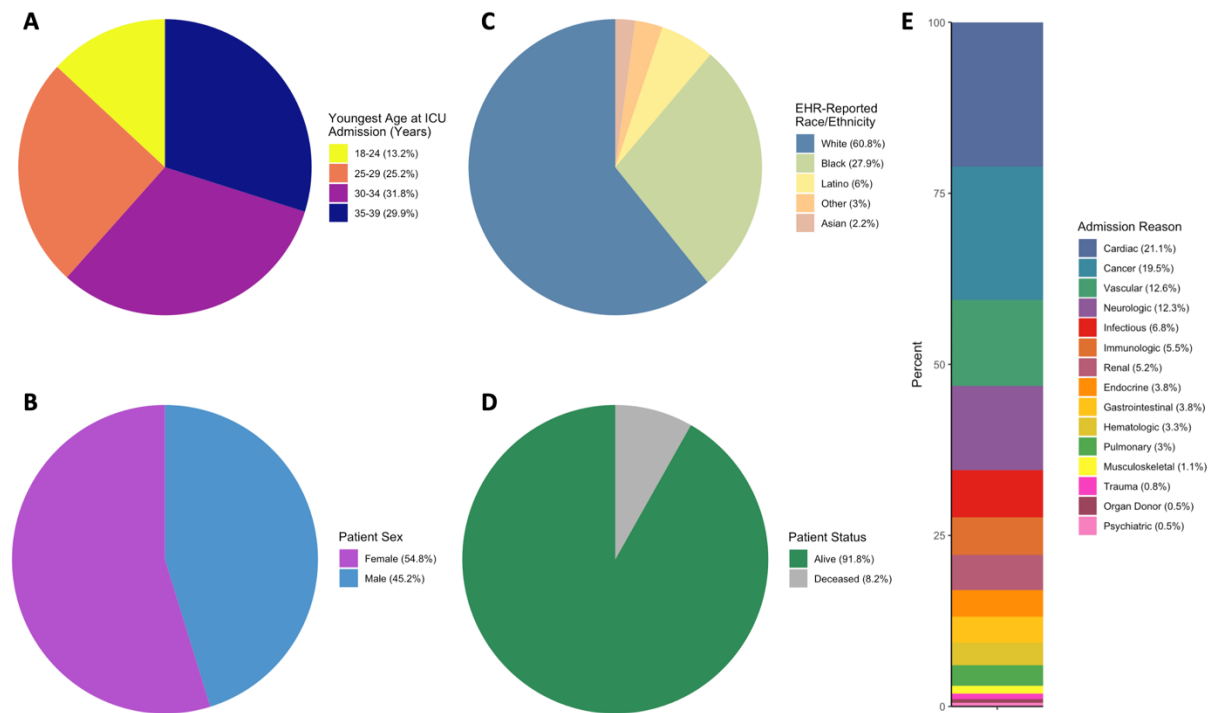 A
Youngest Age at ICU
Admission (Years)
18-24 (13.2%)
25-29 (25.2%)
30-34 (31.8%)
35-39 (29.9%)
B
Patient Sex
Female (54.8%)
Male (45.2%)
C
EHR-Reported
Race/Ethnicity
White (60.8%)
Black (27.9%)
Latino (6%)
Other (3%)
Asian (2.2%)
D
Patient Status
Alive (91.8%)
Deceased (8.2%)
E
Percent
100
75
50
25
0
Admission Reason
Cardiac (21.1%)
Cancer (19.5%)
Vascular (12.6%)
Neurologic (12.3%)
Infectious (6.8%)
Immunologic (5.5%)
Renal (5.2%)
Endocrine (3.8%)
Gastrointestinal (3.8%)
Hematologic (3.3%)
Pulmonary (3%)
Musculoskeletal (1.1%)
Trauma (0.8%)
Organ Donor (0.5%)
Psychiatric (0.5%)